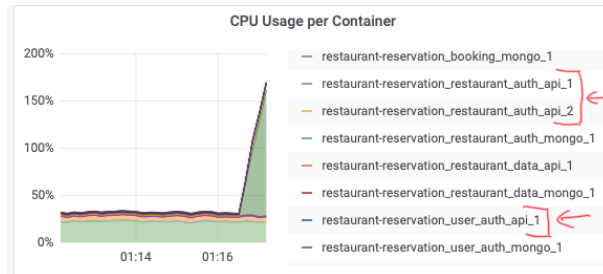 CPU Usage per Container
200%
150%
100%
50%
0%
01:14
01:16
restaurant-reservation_booking_mongo_1
restaurant-reservation_restaurant_auth_api_1
restaurant-reservation_restaurant_auth_api_2
restaurant-reservation_restaurant_auth_mongo_1
restaurant-reservation_restaurant_data_api_1
restaurant-reservation_restaurant_data_mongo_1
restaurant-reservation_user_auth_api_1
restaurant-reservation_user_auth_mongo_1